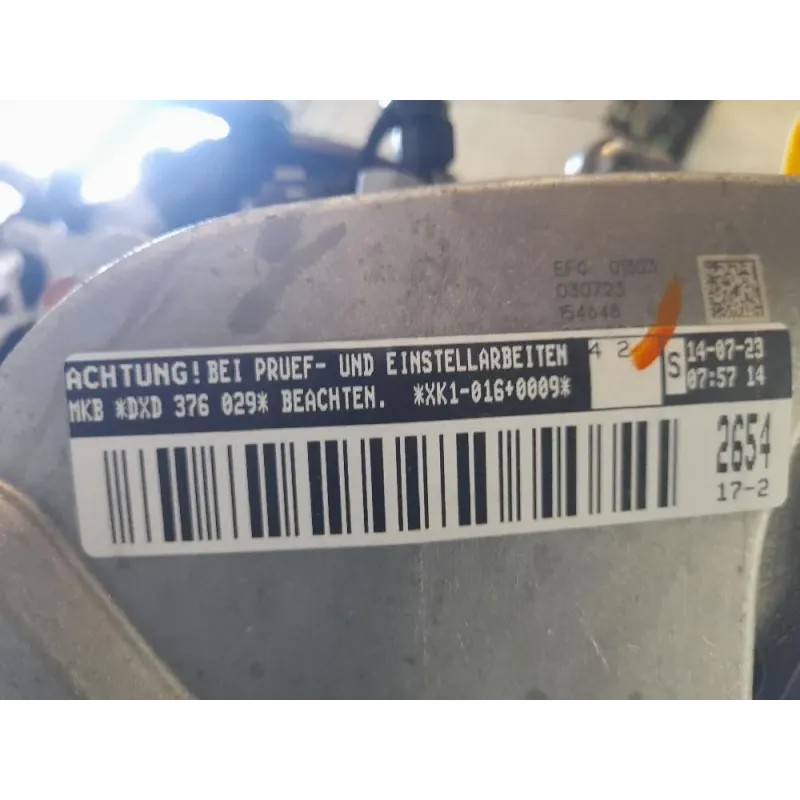 EFC 01303
030723
154648
ACHTUNG! BEI PRUEF- UND EINSTELLARBEITEN
MKB *DXD 376 029* BEACHTEN. *XK1-016+0009*
4 2
S
14-07-23
07:57 14
2654
17-2